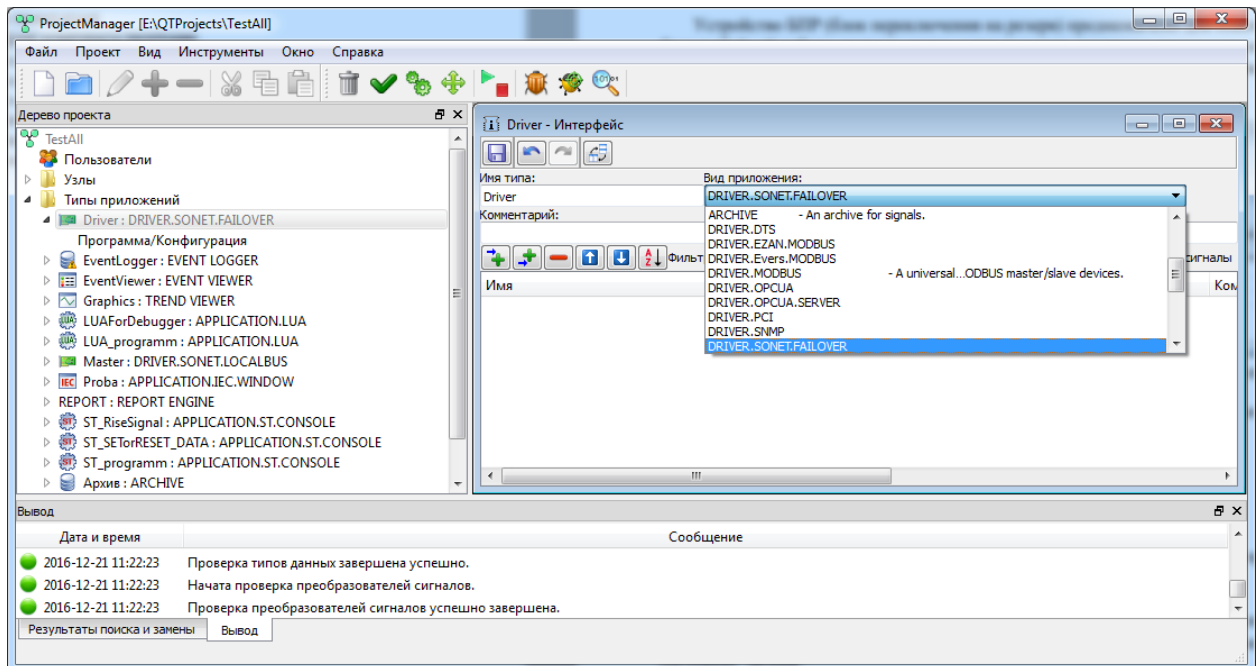 ProjectManager [E:\QTProjects\TestAll]
Файл Проект Вид Инструменты Окно Справка
Дерево проекта
TestAll
Пользователи
Узлы
Типы приложений
Driver : DRIVER.SONET.FAILOVER
Программа/Конфигурация
EventLogger : EVENT LOGGER
EventViewer : EVENT VIEWER
Graphics : TREND VIEWER
LUAForDebugger : APPLICATION.LUA
LUA_programm : APPLICATION.LUA
Master : DRIVER.SONET.LOCALBUS
IEC Proba : APPLICATION.IEC.WINDOW
REPORT : REPORT ENGINE
ST_RiseSignal : APPLICATION.ST.CONSOLE
ST_SETorRESET_DATA : APPLICATION.ST.CONSOLE
ST_programm : APPLICATION.ST.CONSOLE
Архив : ARCHIVE
Driver - Интерфейс
Имя типа: Вид приложения:
Driver DRIVER.SONET.FAILOVER
Комментарий:
ARCHIVE - An archive for signals.
DRIVER.DTS
DRIVER.EZAN.MODBUS
DRIVER.Evers.MODBUS
DRIVER.MODBUS - A universal...ODBUS master/slave devices.
DRIVER.OPCUA
DRIVER.OPCUA.SERVER
DRIVER.PCI
DRIVER.SNMP
DRIVER.SONET.FAILOVER
Фильт сигналы
Имя Ком
Вывод
Дата и время Сообщение
2016-12-21 11:22:23 Проверка типов данных завершена успешно.
2016-12-21 11:22:23 Начата проверка преобразователей сигналов.
2016-12-21 11:22:23 Проверка преобразователей сигналов успешно завершена.
Результаты поиска и замены Вывод